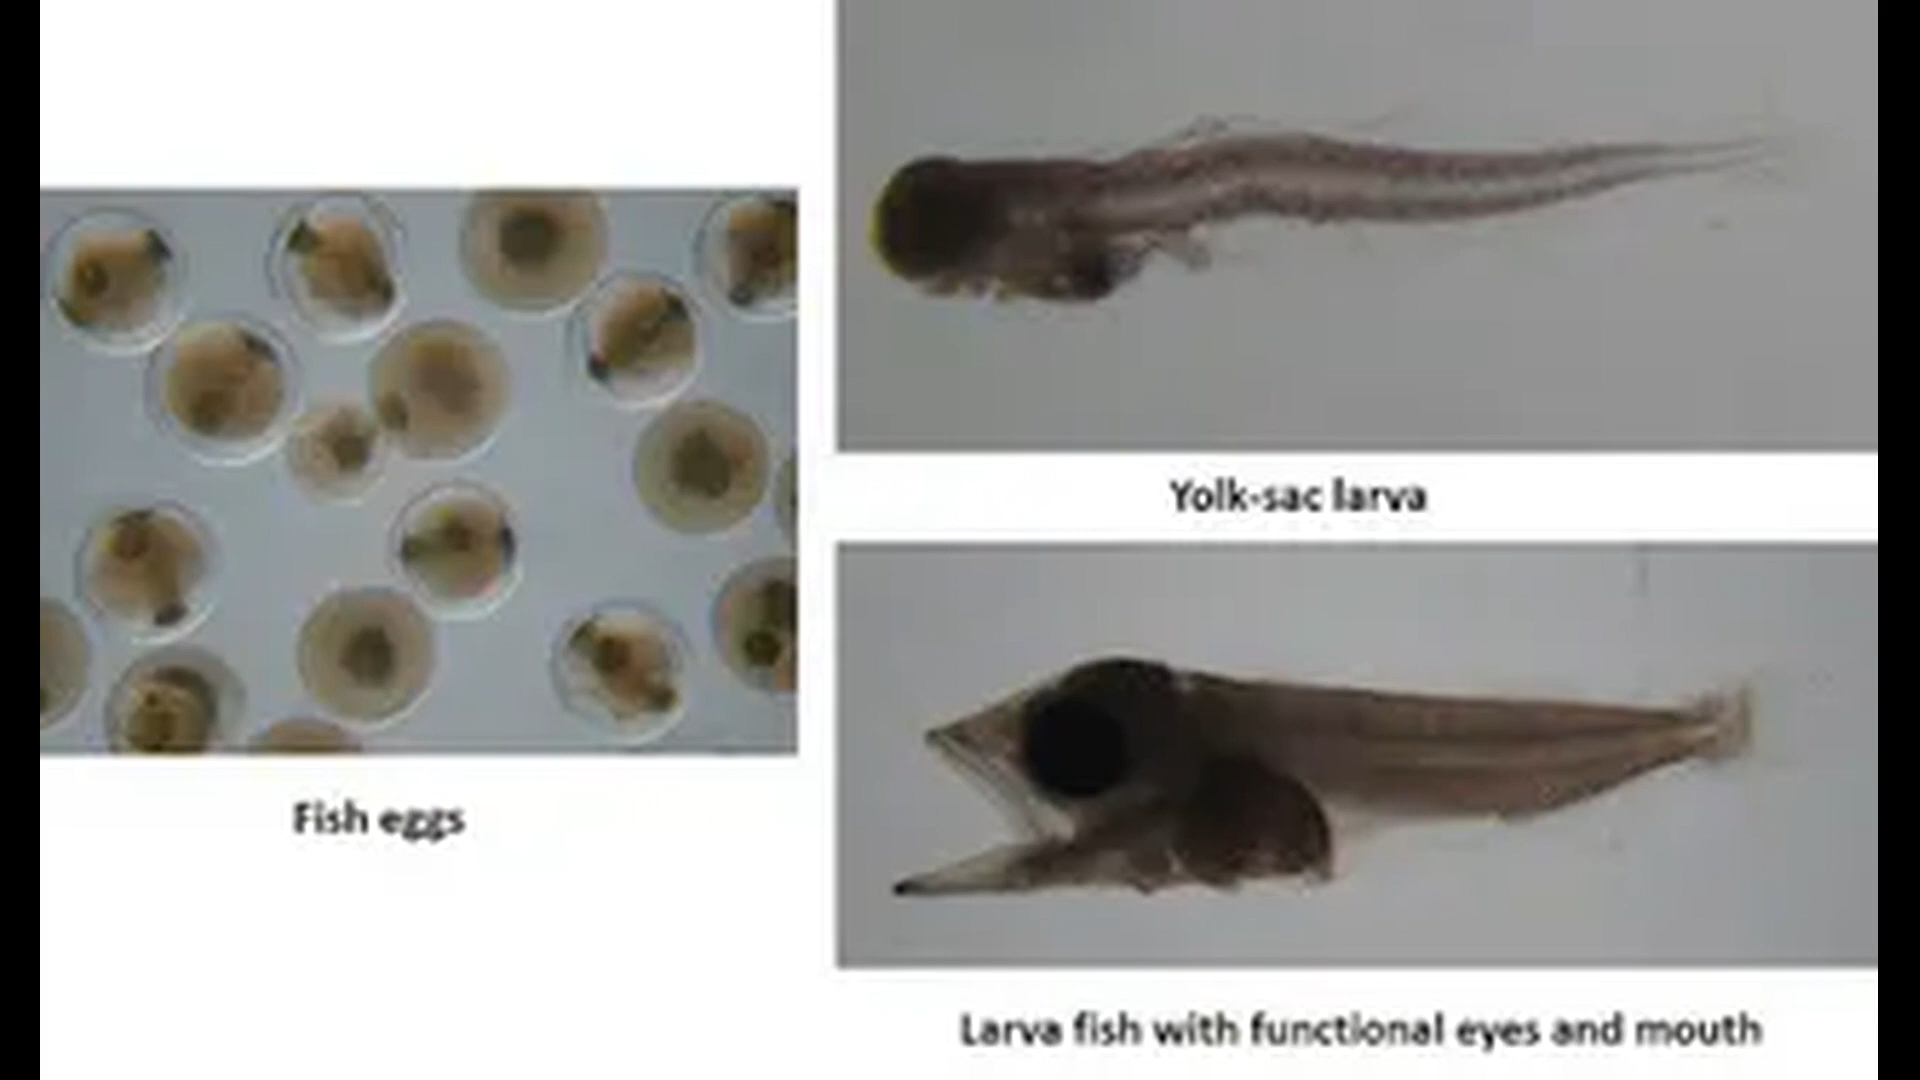 Fish eggs
Yolk-sac larva
Larva fish with functional eyes and mouth